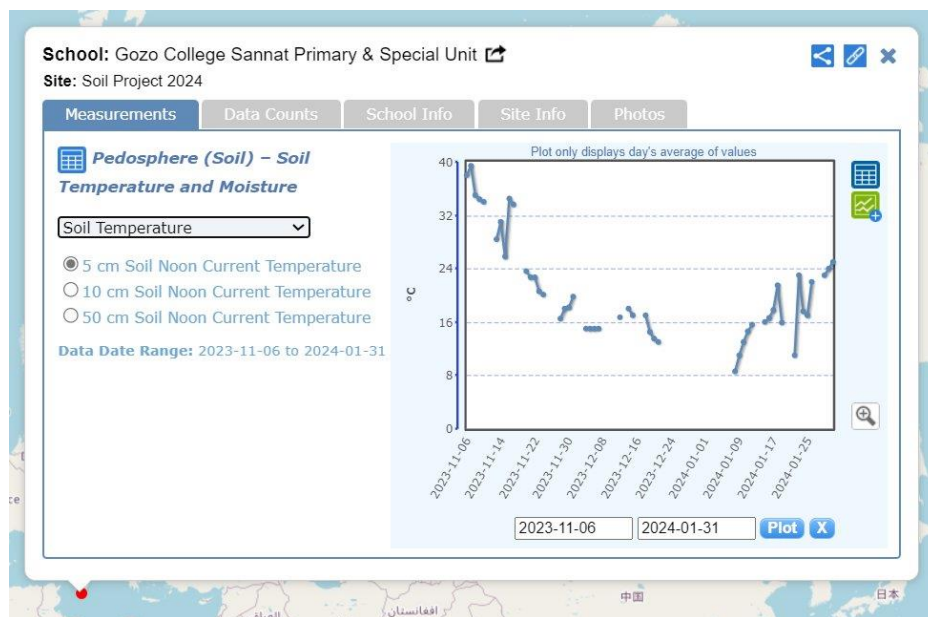 School: Gozo College Sannat Primary & Special Unit
Site: Soil Project 2024
Measurements
Data Counts
School Info
Site Info
Photos
Pedosphere (Soil) – Soil
Temperature and Moisture
Soil Temperature
5 cm Soil Noon Current Temperature
10 cm Soil Noon Current Temperature
50 cm Soil Noon Current Temperature
Data Date Range: 2023-11-06 to 2024-01-31
Plot only displays day's average of values
40
32
24
°C
16
8
0
2023-11-06
2023-11-14
2023-11-22
2023-11-30
2023-12-08
2023-12-16
2023-12-24
2024-01-01
2024-01-09
2024-01-17
2024-01-25
2023-11-06
2024-01-31
Plot
X
افغانستان
中国
日本